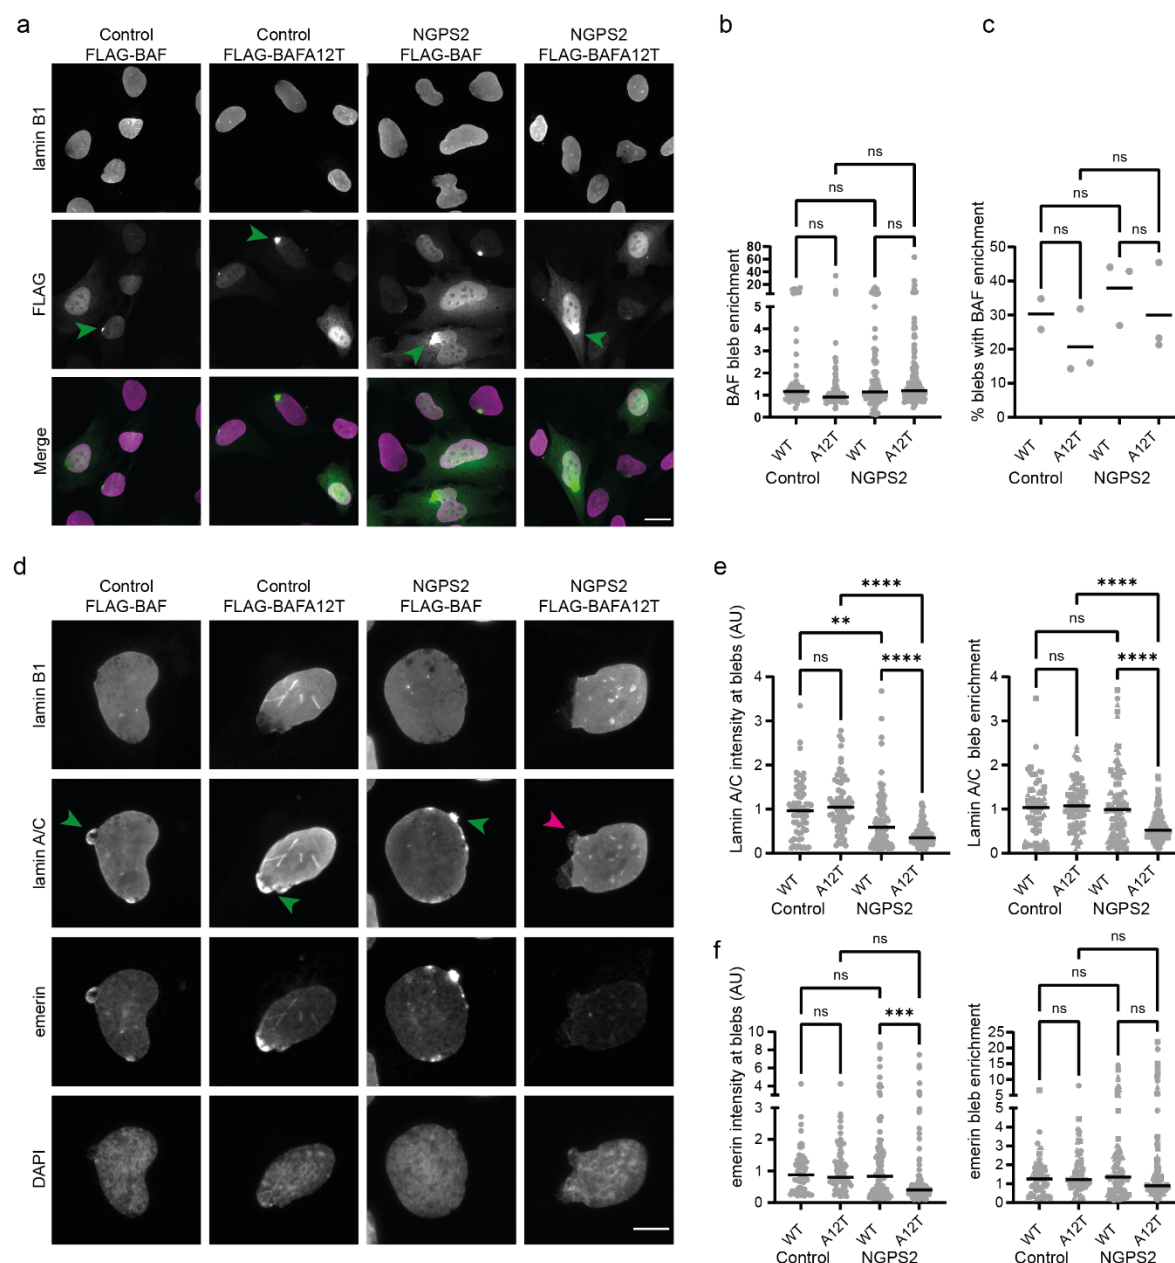 a
Control
FLAG-BAF
Control
FLAG-BAFA12T
NGPS2
FLAG-BAF
NGPS2
FLAG-BAFA12T
lamin B1
FLAG
Merge
b
ns
ns
ns
ns
BAF bleb enrichment
80
60
40
20
5
4
3
2
1
0
WT
A12T
WT
A12T
Control
NGPS2
c
ns
ns
ns
ns
% blebs with BAF enrichment
50
40
30
20
10
0
WT
A12T
WT
A12T
Control
NGPS2
d
Control
FLAG-BAF
Control
FLAG-BAFA12T
NGPS2
FLAG-BAF
NGPS2
FLAG-BAFA12T
lamin B1
lamin A/C
emerin
DAPI
e
****
**
ns
****
Lamin A/C intensity at blebs (AU)
4
3
2
1
0
WT
A12T
WT
A12T
Control
NGPS2
****
ns
ns
****
Lamin A/C bleb enrichment
4
3
2
1
0
WT
A12T
WT
A12T
Control
NGPS2
f
ns
ns
ns
***
emerin intensity at blebs (AU)
10
8
6
4
3
2
1
0
WT
A12T
WT
A12T
Control
NGPS2
ns
ns
ns
ns
emerin bleb enrichment
25
20
15
10
5
5
4
3
2
1
0
WT
A12T
WT
A12T
Control
NGPS2